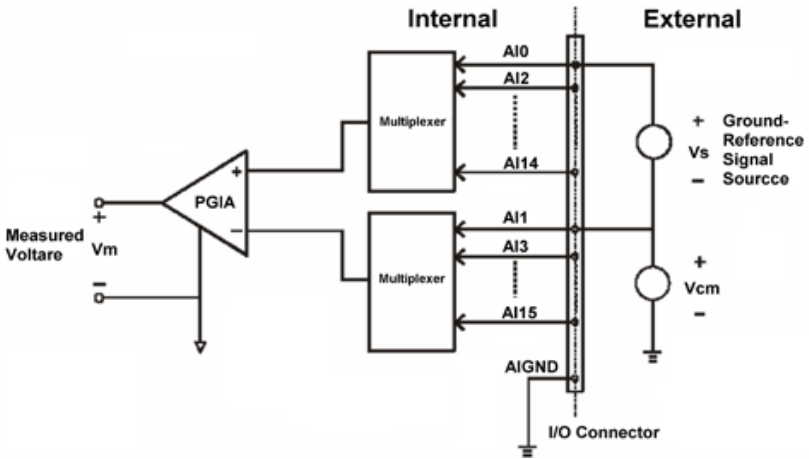 Internal
External
AI0
AI2
Multiplexer
AI14
+
PGIA
−
+
Vs
−
Ground-
Reference
Signal
Sourcce
Measured
Voltare
+
Vm
−
AI1
AI3
Multiplexer
AI15
+
Vcm
−
AIGND
I/O Connector